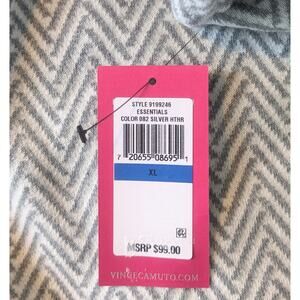 STYLE 9199246
ESSENTIALS
COLOR 082 SILVER HTHR
7 20655 08695 1
XL
MSRP $99.00
VINCECAMUTO.COM